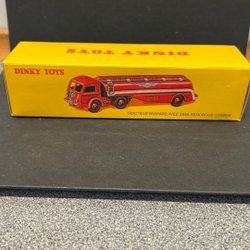 DINKY TOYS
DINKY TOYS
TRACTEUR PANHARD AVEC SEMI REMORQUE CITERNE